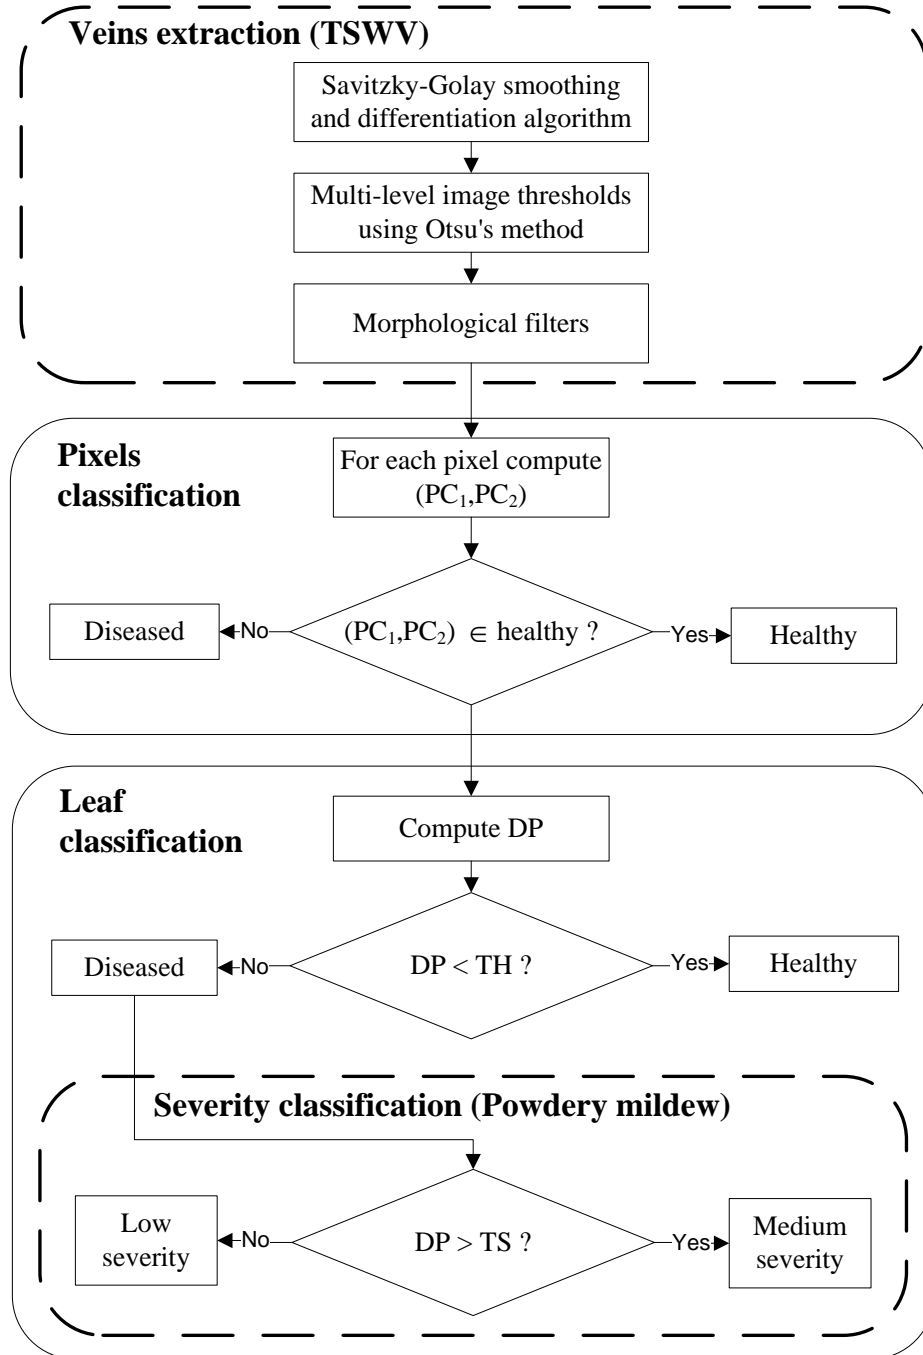 Veins extraction (TSWV)
Savitzky-Golay smoothing
and differentiation algorithm
Multi-level image thresholds
using Otsu's method
Morphological filters
Pixels
classification
For each pixel compute
(PC₁,PC₂)
Diseased
No
(PC₁,PC₂) ∈ healthy ?
Yes
Healthy
Leaf
classification
Compute DP
Diseased
No
DP < TH ?
Yes
Healthy
Severity classification (Powdery mildew)
Low
severity
No
DP > TS ?
Yes
Medium
severity